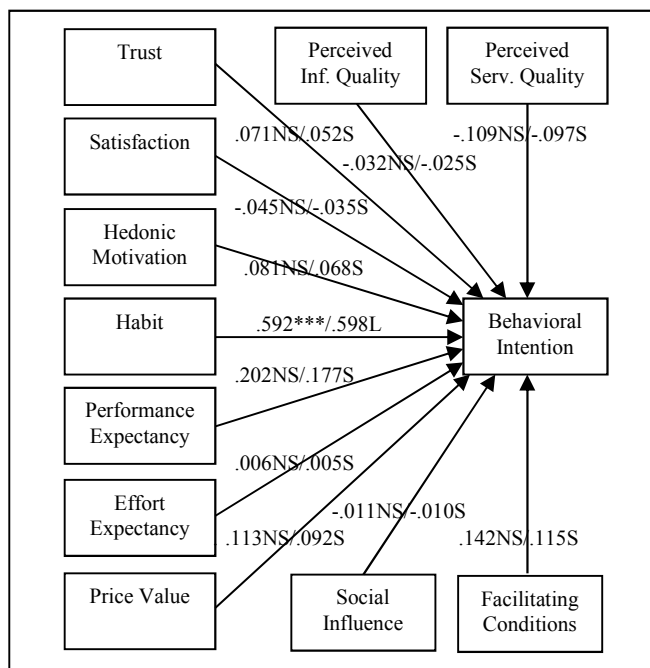 Trust
Perceived
Inf. Quality
Perceived
Serv. Quality
.071NS/.052S
-.109NS/-.097S
Satisfaction
-.032NS/-.025S
-.045NS/-.035S
Hedonic
Motivation
.081NS/.068S
Habit
.592***/.598L
Behavioral
Intention
.202NS/.177S
Performance
Expectancy
.006NS/.005S
Effort
Expectancy
-.011NS/-.010S
.113NS/.092S
.142NS/.115S
Price Value
Social
Influence
Facilitating
Conditions